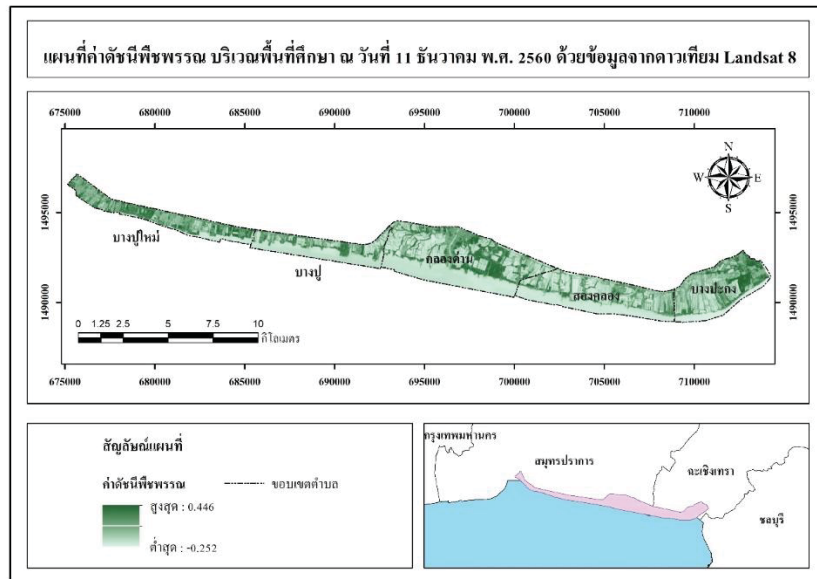 แผนที่ค่าดัชนีพืชพรรณ บริเวณพื้นที่ศึกษา ณ วันที่ 11 ธันวาคม พ.ศ. 2560 ด้วยข้อมูลจากดาวเทียม Landsat 8
675000 680000 685000 690000 695000 700000 705000 710000
N
W E
S
1495000 1495000
บางปูใหม่
บางปู
คลองด่าน
สองคลอง
บางปะกง
1490000 1490000
0 1.25 2.5 5 7.5 10
กิโลเมตร
675000 680000 685000 690000 695000 700000 705000 710000
สัญลักษณ์แผนที่
ค่าดัชนีพืชพรรณ
ขอบเขตตำบล
สูงสุด : 0.446
ต่ำสุด : -0.252
กรุงเทพมหานคร
สมุทรปราการ
ฉะเชิงเทรา
ชลบุรี